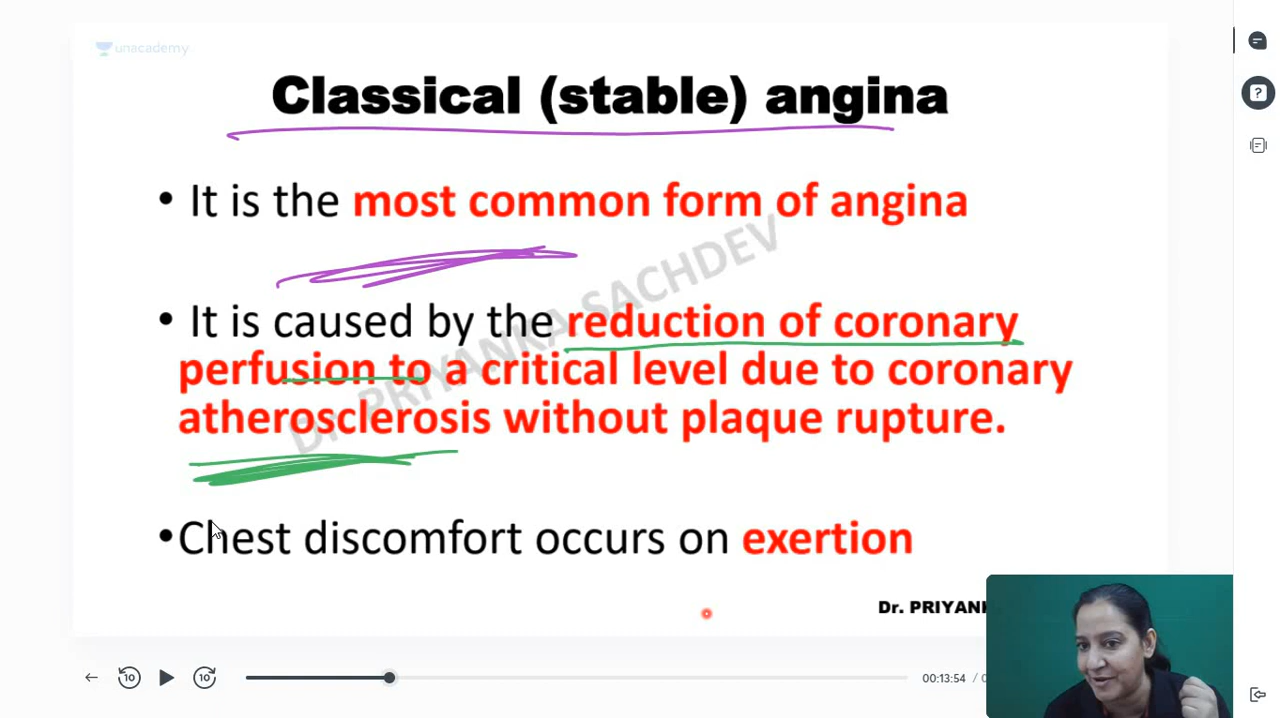 unacademy
Classical (stable) angina
• It is the most common form of angina
• It is caused by the reduction of coronary
perfusion to a critical level due to coronary
atherosclerosis without plaque rupture.
•Chest discomfort occurs on exertion
Dr. PRIYANKA SACHDEV
Dr. PRIYANK
10
10
00:13:54 /